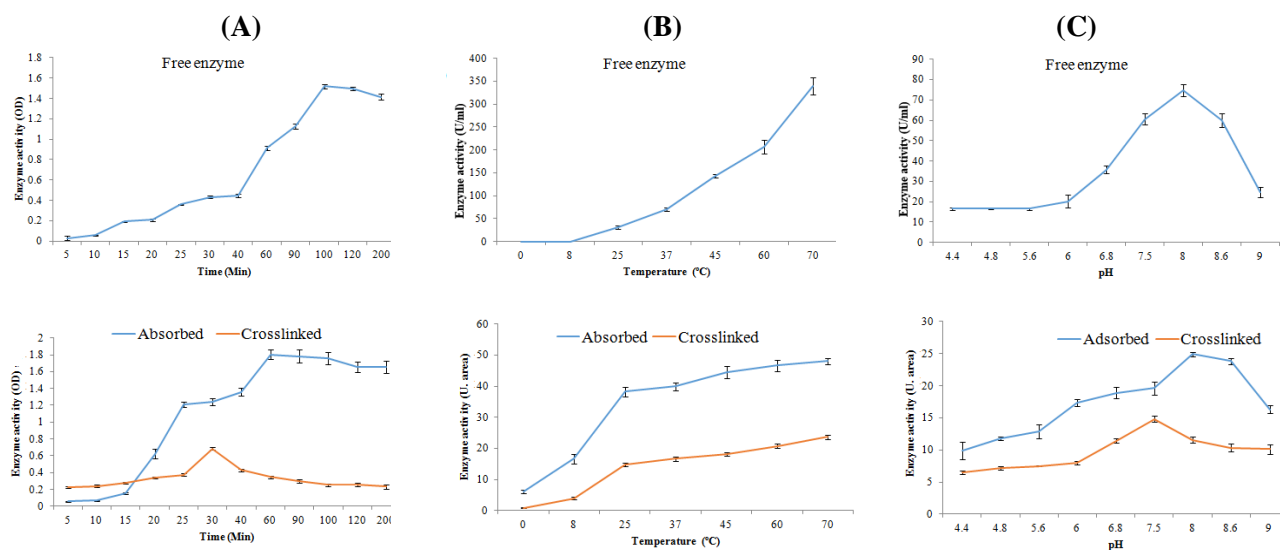 (A)
Free enzyme
Enzyme activity (OD)
1.8
1.6
1.4
1.2
1
0.8
0.6
0.4
0.2
0
5 10 15 20 25 30 40 60 90 100 120 200
Time (Min)
(B)
Free enzyme
Enzyme activity (U/ml)
400
350
300
250
200
150
100
50
0
0 8 25 37 45 60 70
Temperature (ºC)
(C)
Free enzyme
Enzyme activity (U/ml)
90
80
70
60
50
40
30
20
10
0
4.4 4.8 5.6 6 6.8 7.5 8 8.6 9
pH
Absorbed Crosslinked
Enzyme activity (OD)
2
1.8
1.6
1.4
1.2
1
0.8
0.6
0.4
0.2
0
5 10 15 20 25 30 40 60 90 100 120 200
Time (Min)
Absorbed Crosslinked
Enzyme activity (U. area)
60
50
40
30
20
10
0
0 8 25 37 45 60 70
Temperature (ºC)
Adsorbed Crosslinked
Enzyme activity (U. area)
30
25
20
15
10
5
0
4.4 4.8 5.6 6 6.8 7.5 8 8.6 9
pH